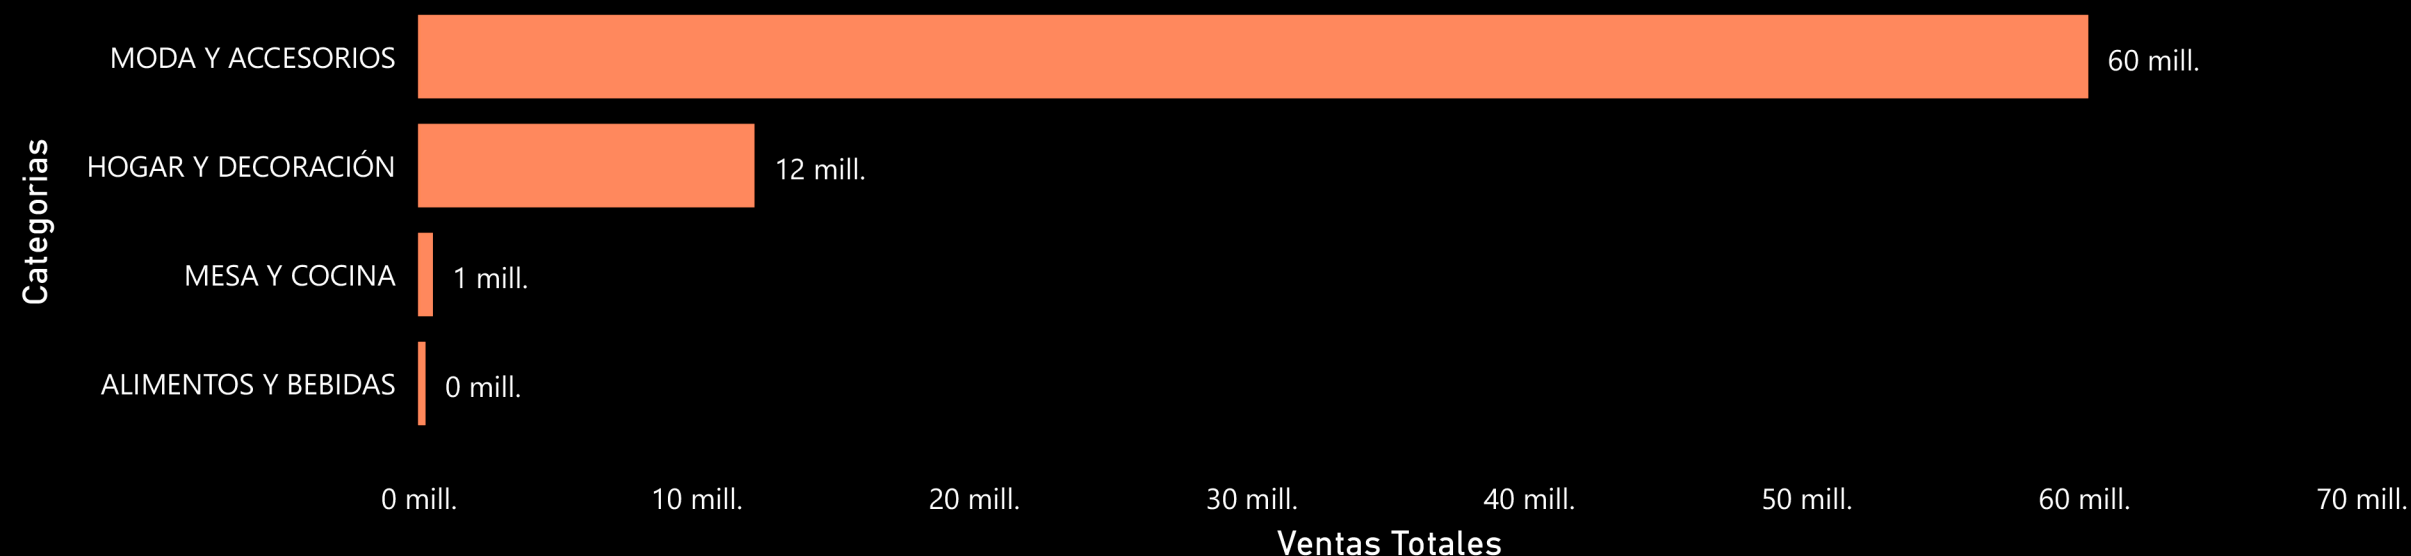 MODA Y ACCESORIOS
60 mill.
HOGAR Y DECORACIÓN
12 mill.
MESA Y COCINA
1 mill.
ALIMENTOS Y BEBIDAS
0 mill.
Categorias
0 mill.
10 mill.
20 mill.
30 mill.
40 mill.
50 mill.
60 mill.
70 mill.
Ventas Totales